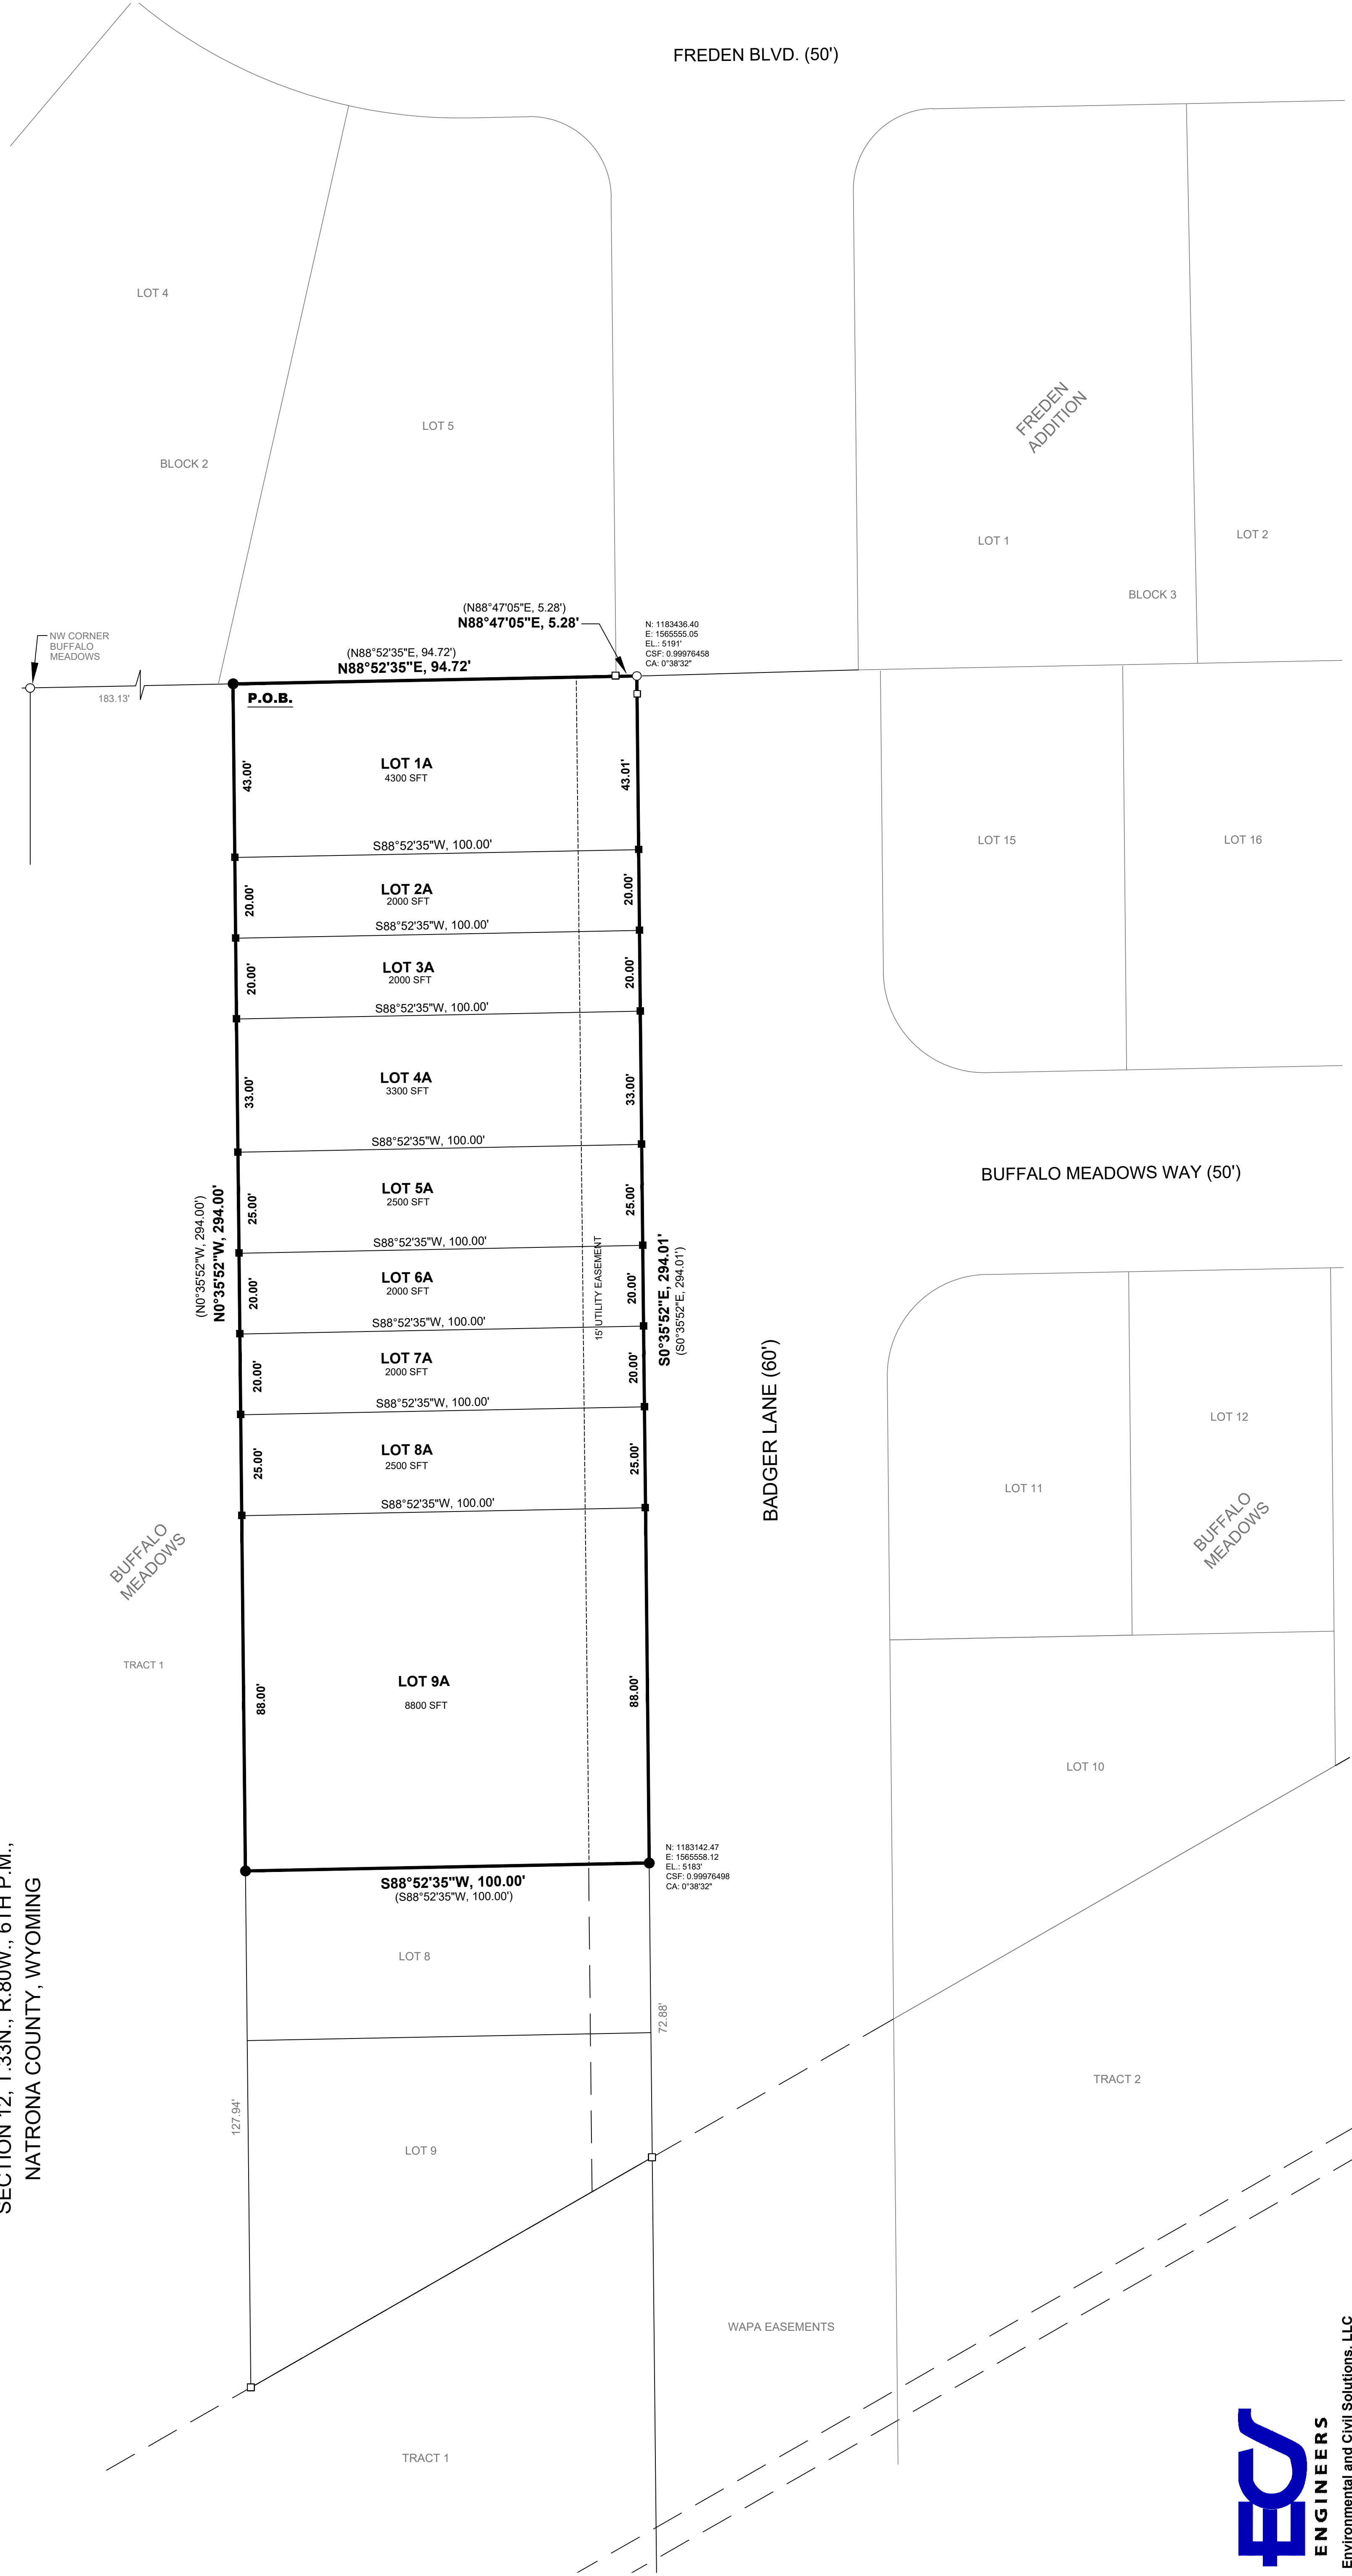 FREDEN BLVD. (50')
LOT 4
LOT 5
BLOCK 2
FREDEN
ADDITION
LOT 1
LOT 2
BLOCK 3
NW CORNER
BUFFALO
MEADOWS
183.13'
(N88°47'05"E, 5.28')
N88°47'05"E, 5.28'
(N88°52'35"E, 94.72')
N88°52'35"E, 94.72'
N: 1183436.40
E: 1565555.05
EL.: 5191'
CSF: 0.99976458
CA: 0°38'32"
P.O.B.
43.00'
LOT 1A
4300 SFT
43.01'
S88°52'35"W, 100.00'
LOT 15
LOT 16
20.00'
LOT 2A
2000 SFT
20.00'
S88°52'35"W, 100.00'
20.00'
LOT 3A
2000 SFT
20.00'
S88°52'35"W, 100.00'
33.00'
LOT 4A
3300 SFT
33.00'
S88°52'35"W, 100.00'
BUFFALO MEADOWS WAY (50')
25.00'
LOT 5A
2500 SFT
25.00'
S88°52'35"W, 100.00'
(N0°35'52"W, 294.00')
N0°35'52"W, 294.00'
20.00'
LOT 6A
2000 SFT
15' UTILITY EASEMENT
20.00'
S0°35'52"E, 294.01'
(S0°35'52"E, 294.01')
S88°52'35"W, 100.00'
20.00'
LOT 7A
2000 SFT
20.00'
S88°52'35"W, 100.00'
BADGER LANE (60')
25.00'
LOT 8A
2500 SFT
25.00'
S88°52'35"W, 100.00'
LOT 12
LOT 11
BUFFALO
MEADOWS
BUFFALO
MEADOWS
TRACT 1
88.00'
LOT 9A
8800 SFT
88.00'
LOT 10
N: 1183142.47
E: 1565558.12
EL.: 5183'
CSF: 0.99976498
CA: 0°38'32"
S88°52'35"W, 100.00'
(S88°52'35"W, 100.00')
SECTION 12, T.33N., R.80W., 6TH P.M.,
NATRONA COUNTY, WYOMING
LOT 8
72.88'
127.94'
LOT 9
TRACT 2
WAPA EASEMENTS
TRACT 1
ECS
ENGINEERS
Environmental and Civil Solutions, LLC